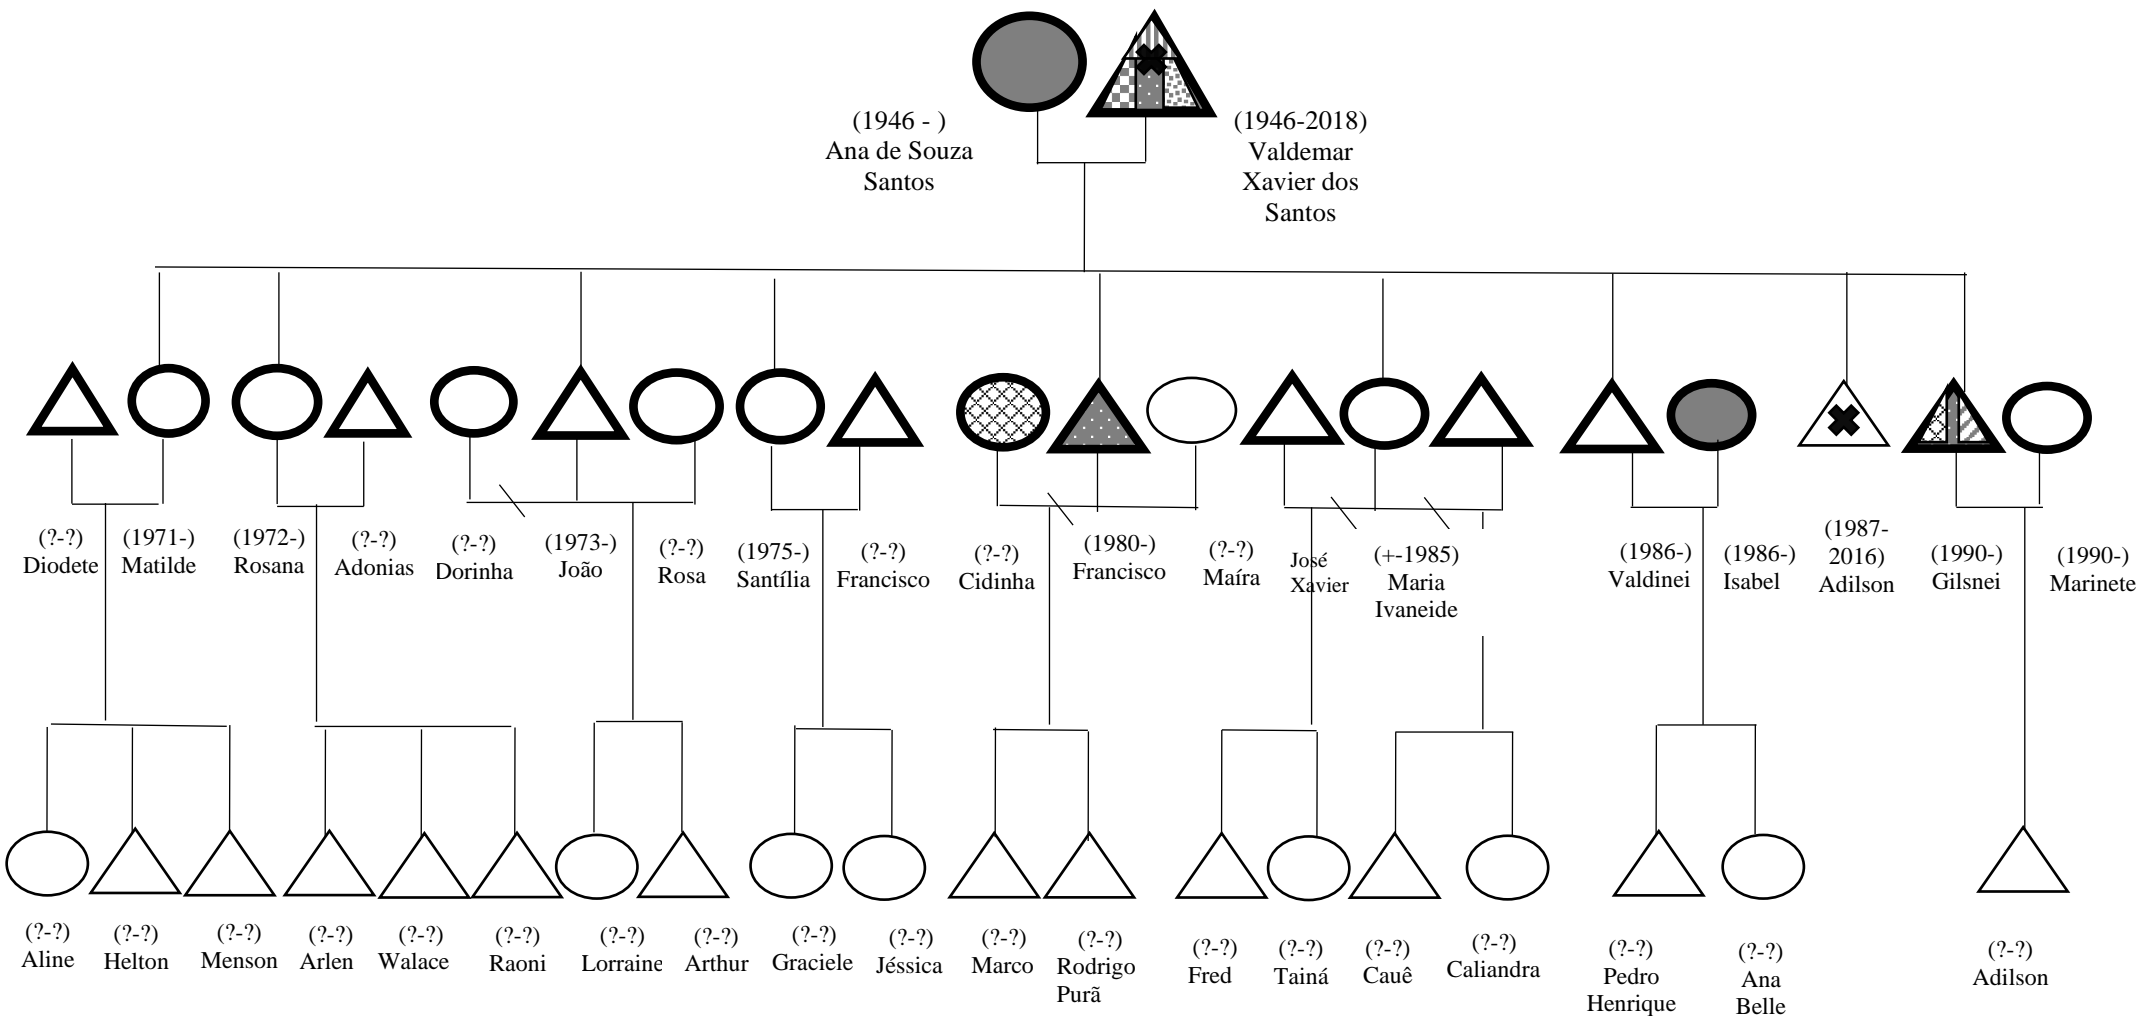 (1946 - )
Ana de Souza
Santos
(1946-2018)
Valdemar
Xavier dos
Santos
(?-?)
Diodete
(1971-)
Matilde
(1972-)
Rosana
(?-?)
Adonias
(?-?)
Dorinha
(1973-)
João
(?-?)
Rosa
(1975-)
Santília
(?-?)
Francisco
(?-?)
Cidinha
(1980-)
Francisco
(?-?)
Maíra
José
Xavier
(+-1985)
Maria
Ivaneide
(1986-)
Valdinei
(1986-)
Isabel
(1987-
2016)
Adilson
(1990-)
Gilsnei
(1990-)
Marinete
(?-?)
Aline
(?-?)
Helton
(?-?)
Menson
(?-?)
Arlen
(?-?)
Walace
(?-?)
Raoni
(?-?)
Lorraine
(?-?)
Arthur
(?-?)
Graciele
(?-?)
Jéssica
(?-?)
Marco
(?-?)
Rodrigo
Purã
(?-?)
Fred
(?-?)
Tainá
(?-?)
Cauê
(?-?)
Caliandra
(?-?)
Pedro
Henrique
(?-?)
Ana
Belle
(?-?)
Adilson